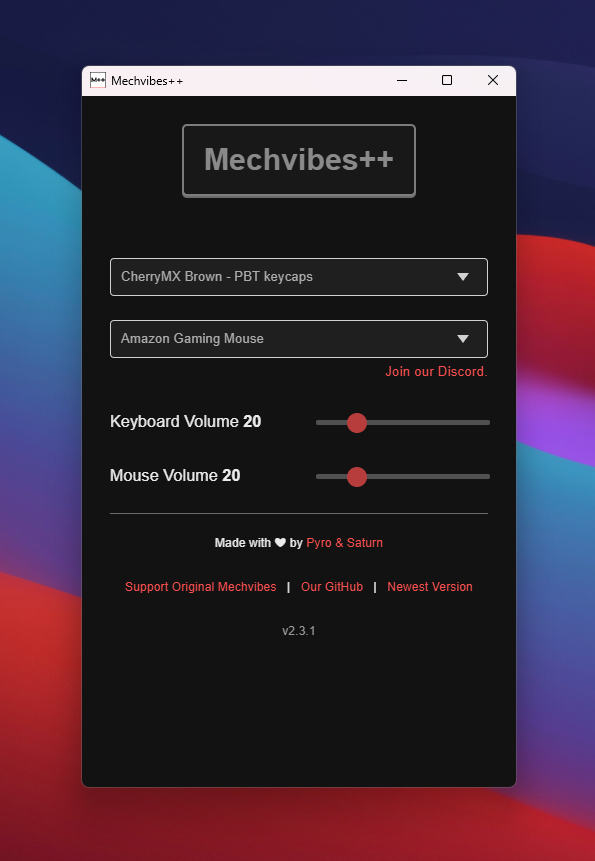 M++ Mechvibes++
Mechvibes++
CherryMX Brown - PBT keycaps
Amazon Gaming Mouse
Join our Discord.
Keyboard Volume 20
Mouse Volume 20
Made with ♥ by Pyro & Saturn
Support Original Mechvibes | Our GitHub | Newest Version
v2.3.1